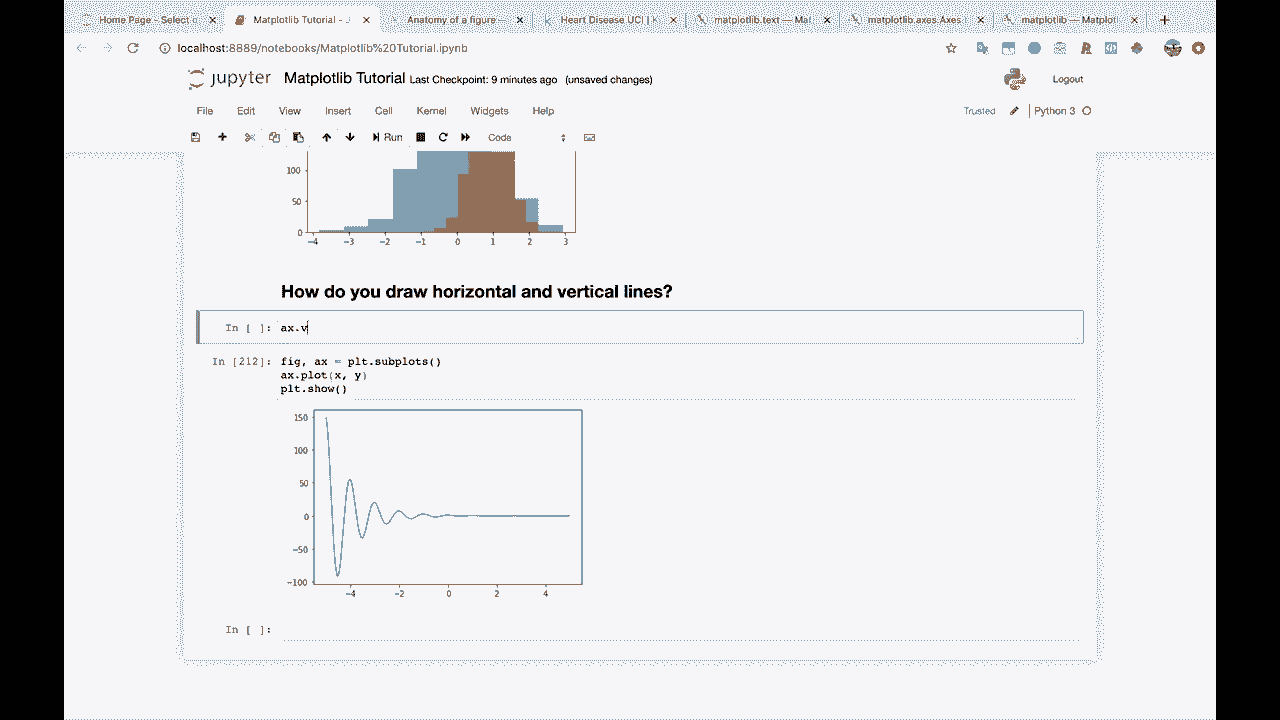 Home Page - Select o
Matplotlib Tutorial - J
Anatomy of a figure —
Heart Disease UCI | K
matplotlib.text — Mat
matplotlib.axes.Axes
matplotlib — Matplotl
localhost:8889/notebooks/Matplotlib%20Tutorial.ipynb
jupyter Matplotlib Tutorial Last Checkpoint: 9 minutes ago (unsaved changes)
Logout
File Edit View Insert Cell Kernel Widgets Help
Trusted Python 3
Run Code
100
50
0
−4 −3 −2 −1 0 1 2 3
How do you draw horizontal and vertical lines?
In [ ]: ax.v
In [212]: fig, ax = plt.subplots()
ax.plot(x, y)
plt.show()
150
100
50
0
−50
−100
−4 −2 0 2 4
In [ ]: